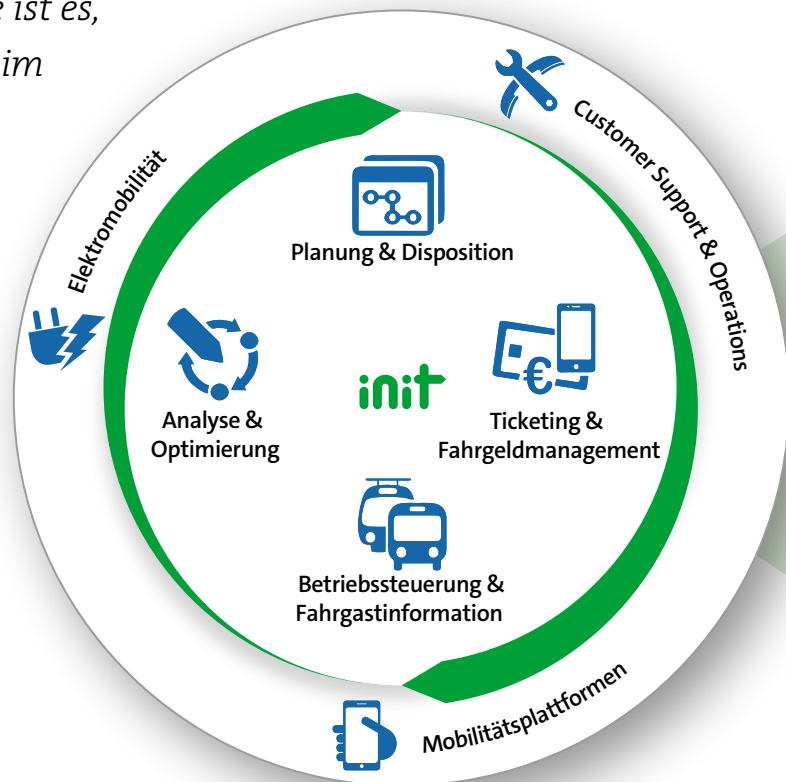 ist es,
im
Customer Support & Operations
Elektromobilität
Planung & Disposition
init
Analyse &
Optimierung
Ticketing &
Fahrgeldmanagement
Betriebssteuerung &
Fahrgastinformation
Mobilitätsplattformen